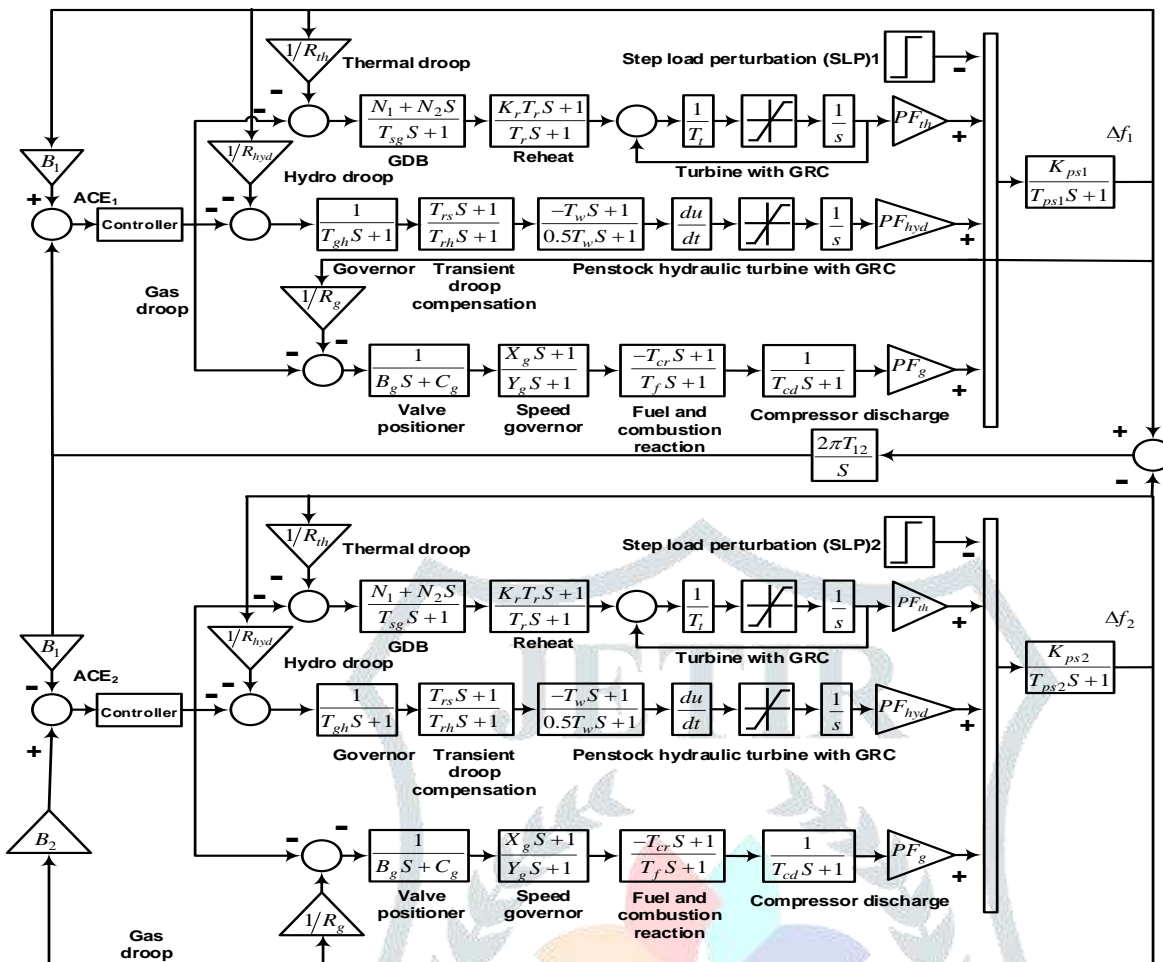 1/R_th
Thermal droop
Step load perturbation (SLP)1
-
-
-
N_1 + N_2S
T_sg S + 1
GDB
K_r T_r S + 1
T_r S + 1
Reheat
1
T_t
1
s
PF_th
+
Turbine with GRC
Δf_1
K_ps1
T_ps1 S + 1
B_1
1/R_hyd
Hydro droop
+
ACE_1
Controller
-
-
1
T_gh S + 1
Governor
T_rs S + 1
T_rh S + 1
Transient
droop
compensation
-T_w S + 1
0.5T_w S + 1
du
dt
1
s
PF_hyd
+
Penstock hydraulic turbine with GRC
Gas
droop
1/R_g
-
-
1
B_g S + C_g
Valve
positioner
X_g S + 1
Y_g S + 1
Speed
governor
-T_cr S + 1
T_f S + 1
Fuel and
combustion
reaction
1
T_cd S + 1
Compressor discharge
PF_g
+
2πT_12
S
+
-
1/R_th
Thermal droop
Step load perturbation (SLP)2
-
-
-
N_1 + N_2S
T_sg S + 1
GDB
K_r T_r S + 1
T_r S + 1
Reheat
1
T_t
1
s
PF_th
+
Turbine with GRC
Δf_2
K_ps2
T_ps2 S + 1
B_1
1/R_hyd
Hydro droop
-
ACE_2
Controller
+
-
-
1
T_gh S + 1
Governor
T_rs S + 1
T_rh S + 1
Transient
droop
compensation
-T_w S + 1
0.5T_w S + 1
du
dt
1
s
PF_hyd
+
Penstock hydraulic turbine with GRC
JETIR
B_2
-
-
1
B_g S + C_g
Valve
positioner
X_g S + 1
Y_g S + 1
Speed
governor
-T_cr S + 1
T_f S + 1
Fuel and
combustion
reaction
1
T_cd S + 1
Compressor discharge
PF_g
+
1/R_g
Gas
droop